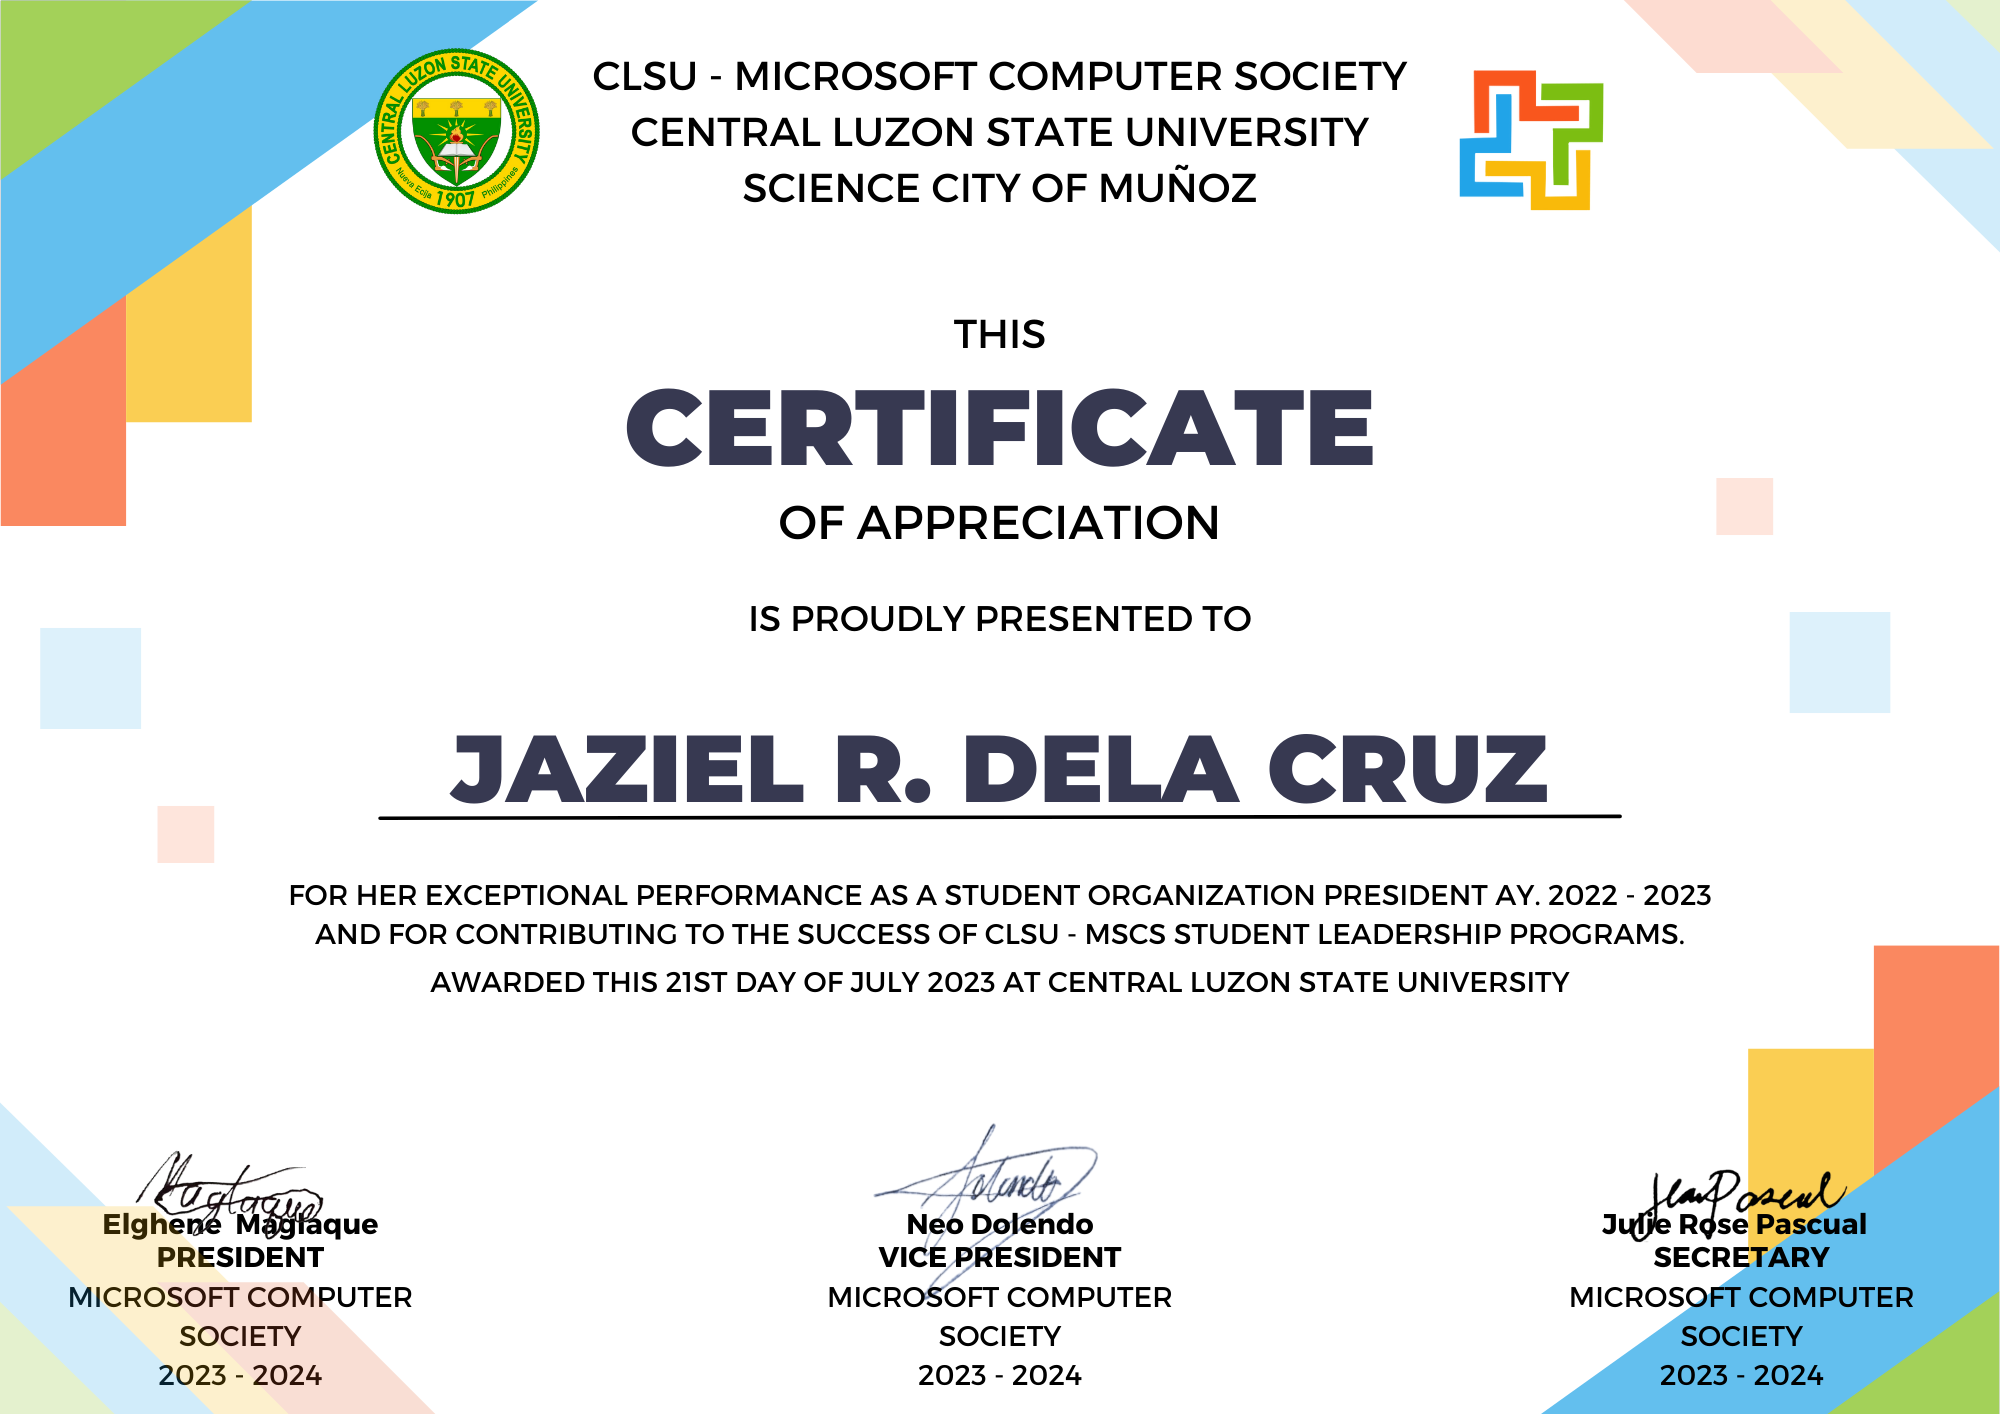 CENTRAL LUZON STATE UNIVERSITY
Nueva Ecija 1907 Philippines
CLSU - MICROSOFT COMPUTER SOCIETY
CENTRAL LUZON STATE UNIVERSITY
SCIENCE CITY OF MUÑOZ
THIS
CERTIFICATE
OF APPRECIATION
IS PROUDLY PRESENTED TO
JAZIEL R. DELA CRUZ
FOR HER EXCEPTIONAL PERFORMANCE AS A STUDENT ORGANIZATION PRESIDENT AY. 2022 - 2023
AND FOR CONTRIBUTING TO THE SUCCESS OF CLSU - MSCS STUDENT LEADERSHIP PROGRAMS.
AWARDED THIS 21ST DAY OF JULY 2023 AT CENTRAL LUZON STATE UNIVERSITY
Magtaque
Elghene Magtaque
PRESIDENT
MICROSOFT COMPUTER
SOCIETY
2023 - 2024
Dolendo
Neo Dolendo
VICE PRESIDENT
MICROSOFT COMPUTER
SOCIETY
2023 - 2024
Pascual
Julie Rose Pascual
SECRETARY
MICROSOFT COMPUTER
SOCIETY
2023 - 2024